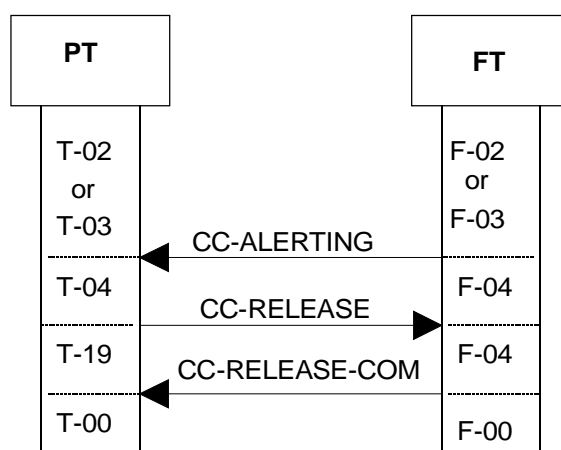 PT FT
T-02 F-02
or or
T-03 F-03
CC-ALERTING
T-04 F-04
CC-RELEASE
T-19 F-04
CC-RELEASE-COM
T-00 F-00